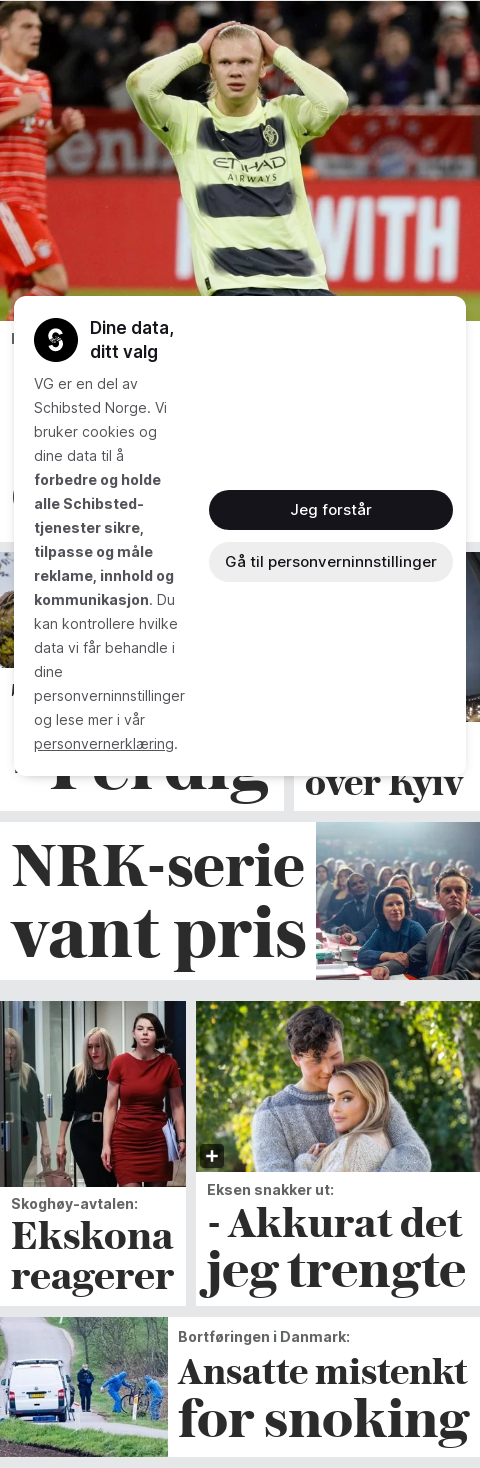 ETIHAD
AIRWAYS
WITH
Dine data,
ditt valg
VG er en del av
Schibsted Norge. Vi
bruker cookies og
dine data til å
forbedre og holde
alle Schibsted-
tjenester sikre,
tilpasse og måle
reklame, innhold og
kommunikasjon. Du
kan kontrollere hvilke
data vi får behandle i
dine
personverninnstillinger
og lese mer i vår
personvernerklæring.
Jeg forstår
Gå til personverninnstillinger
over Kyiv
NRK-serie
vant pris
Skoghøy-avtalen:
Ekskona
reagerer
Eksen snakker ut:
- Akkurat det
jeg trengte
Bortføringen i Danmark:
Ansatte mistenkt
for snoking